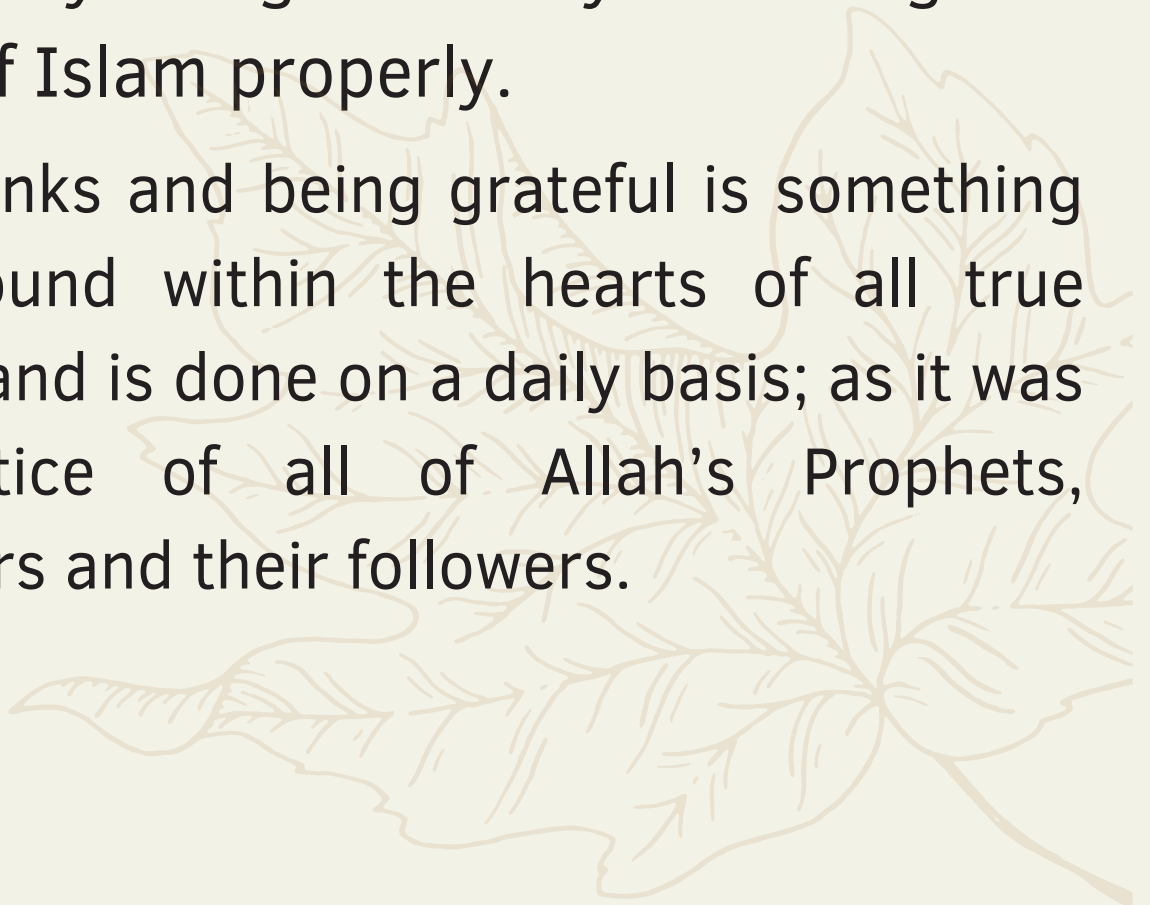 f Islam properly.
nks and being grateful is something
ound within the hearts of all true
and is done on a daily basis; as it was
tice of all of Allah’s Prophets,
rs and their followers.